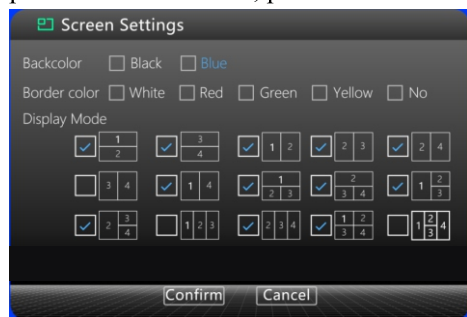 Screen Settings
Backcolor Black Blue
Border color White Red Green Yellow No
Display Mode
1 2 3 4 1 2 2 3 2 4
3 4 1 4 1 2 3 2 3 4 1 2 3
2 3 4 1 2 3 2 3 4 1 2 3 4 1 2 3 4
Confirm Cancel